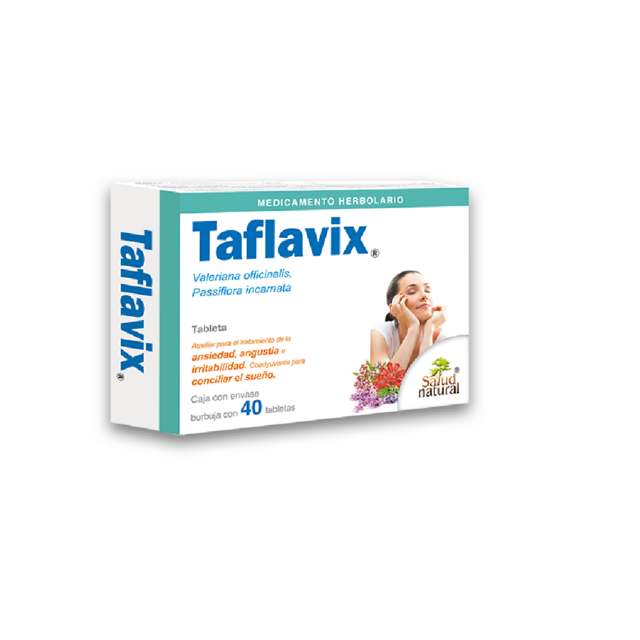 MEDICAMENTO HERBOLARIO
Taflavix®
Valeriana officinalis,
Passiflora incarnata
Tableta
Auxiliar para el tratamiento de la
ansiedad, angustia e
irritabilidad. Coadyuvante para
conciliar el sueño.
Caja con envase
burbuja con 40 tabletas
Salud®
natural
Taflavix®